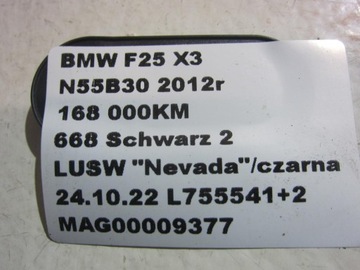 BMW F25 X3
N55B30 2012r
168 000KM
668 Schwarz 2
LUSW "Nevada"/czarna
24.10.22 L755541+2
MAG00009377